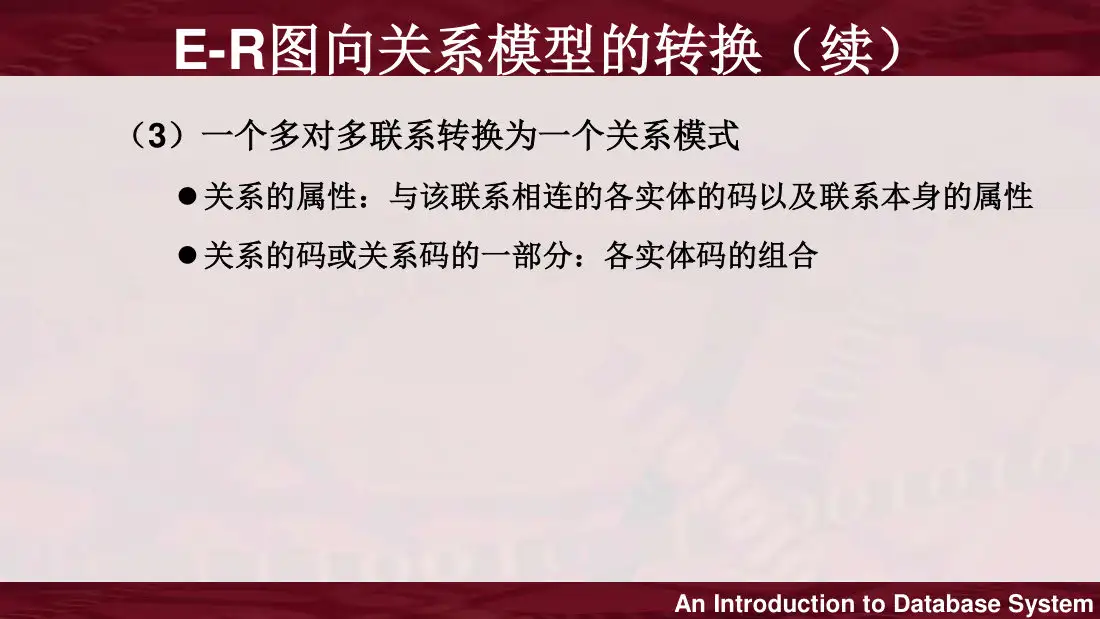 E-R图向关系模型的转换（续）
（3）一个多对多联系转换为一个关系模式
●关系的属性：与该联系相连的各实体的码以及联系本身的属性
●关系的码或关系码的一部分：各实体码的组合
An Introduction to Database System